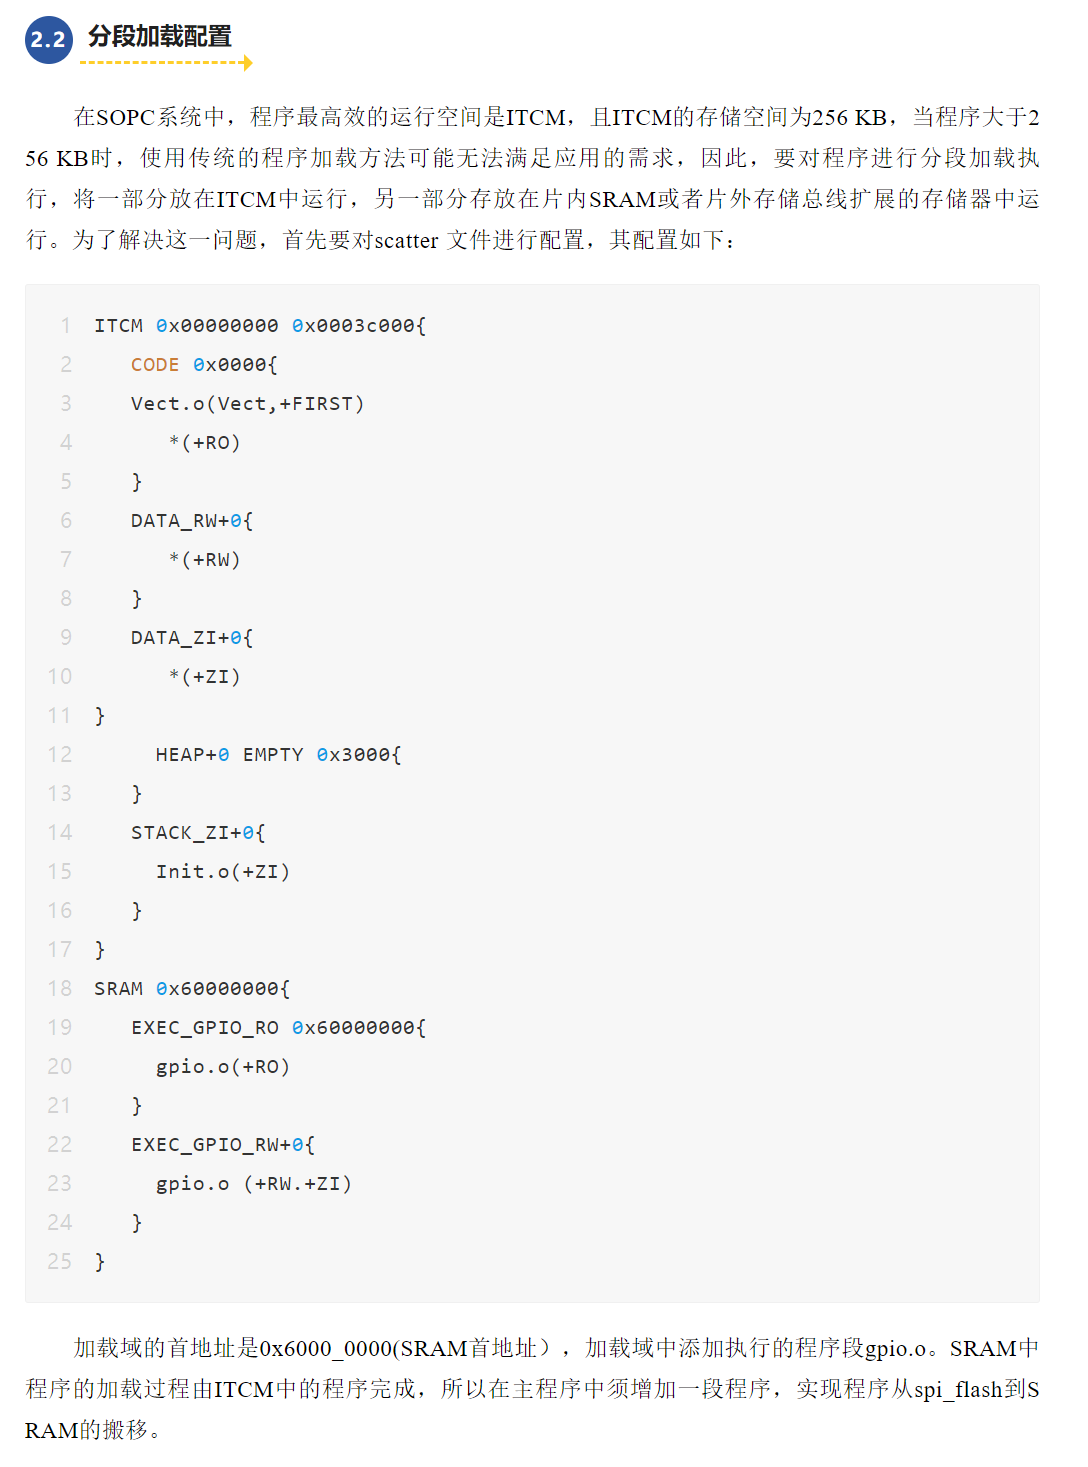 2.2 分段加载配置
在SOPC系统中，程序最高效的运行空间是ITCM，且ITCM的存储空间为256 KB，当程序大于2
56 KB时，使用传统的程序加载方法可能无法满足应用的需求，因此，要对程序进行分段加载执
行，将一部分放在ITCM中运行，另一部分存放在片内SRAM或者片外存储总线扩展的存储器中运
行。为了解决这一问题，首先要对scatter 文件进行配置，其配置如下：
1 ITCM 0x00000000 0x0003c000{
2 CODE 0x0000{
3 Vect.o(Vect,+FIRST)
4 *(+RO)
5 }
6 DATA_RW+0{
7 *(+RW)
8 }
9 DATA_ZI+0{
10 *(+ZI)
11 }
12 HEAP+0 EMPTY 0x3000{
13 }
14 STACK_ZI+0{
15 Init.o(+ZI)
16 }
17 }
18 SRAM 0x60000000{
19 EXEC_GPIO_RO 0x60000000{
20 gpio.o(+RO)
21 }
22 EXEC_GPIO_RW+0{
23 gpio.o (+RW.+ZI)
24 }
25 }
加载域的首地址是0x6000_0000(SRAM首地址），加载域中添加执行的程序段gpio.o。SRAM中
程序的加载过程由ITCM中的程序完成，所以在主程序中须增加一段程序，实现程序从spi_flash到S
RAM的搬移。